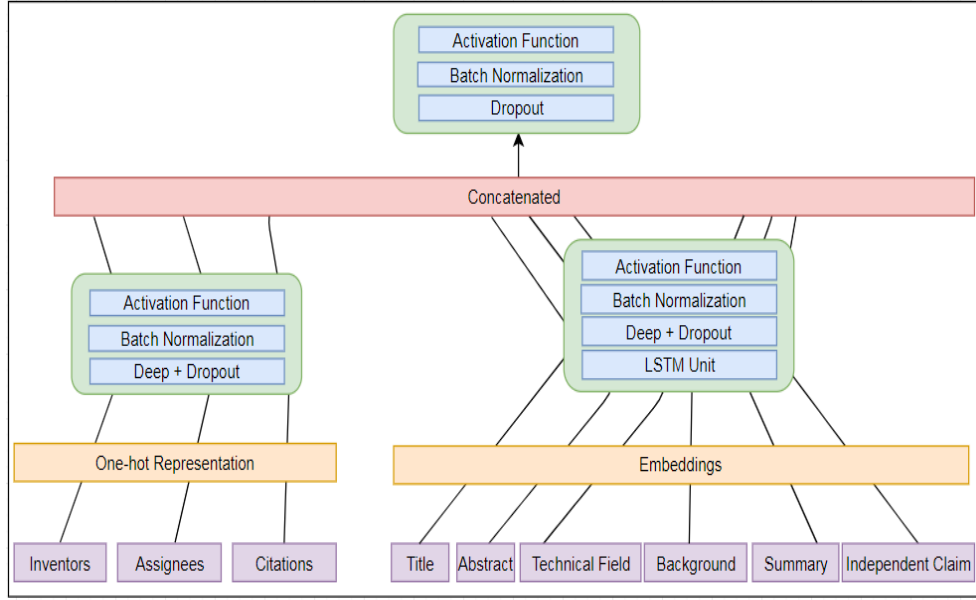 Activation Function
Batch Normalization
Dropout
Concatenated
Activation Function
Batch Normalization
Deep + Dropout
Activation Function
Batch Normalization
Deep + Dropout
LSTM Unit
One-hot Representation
Embeddings
Inventors
Assignees
Citations
Title
Abstract
Technical Field
Background
Summary
Independent Claim